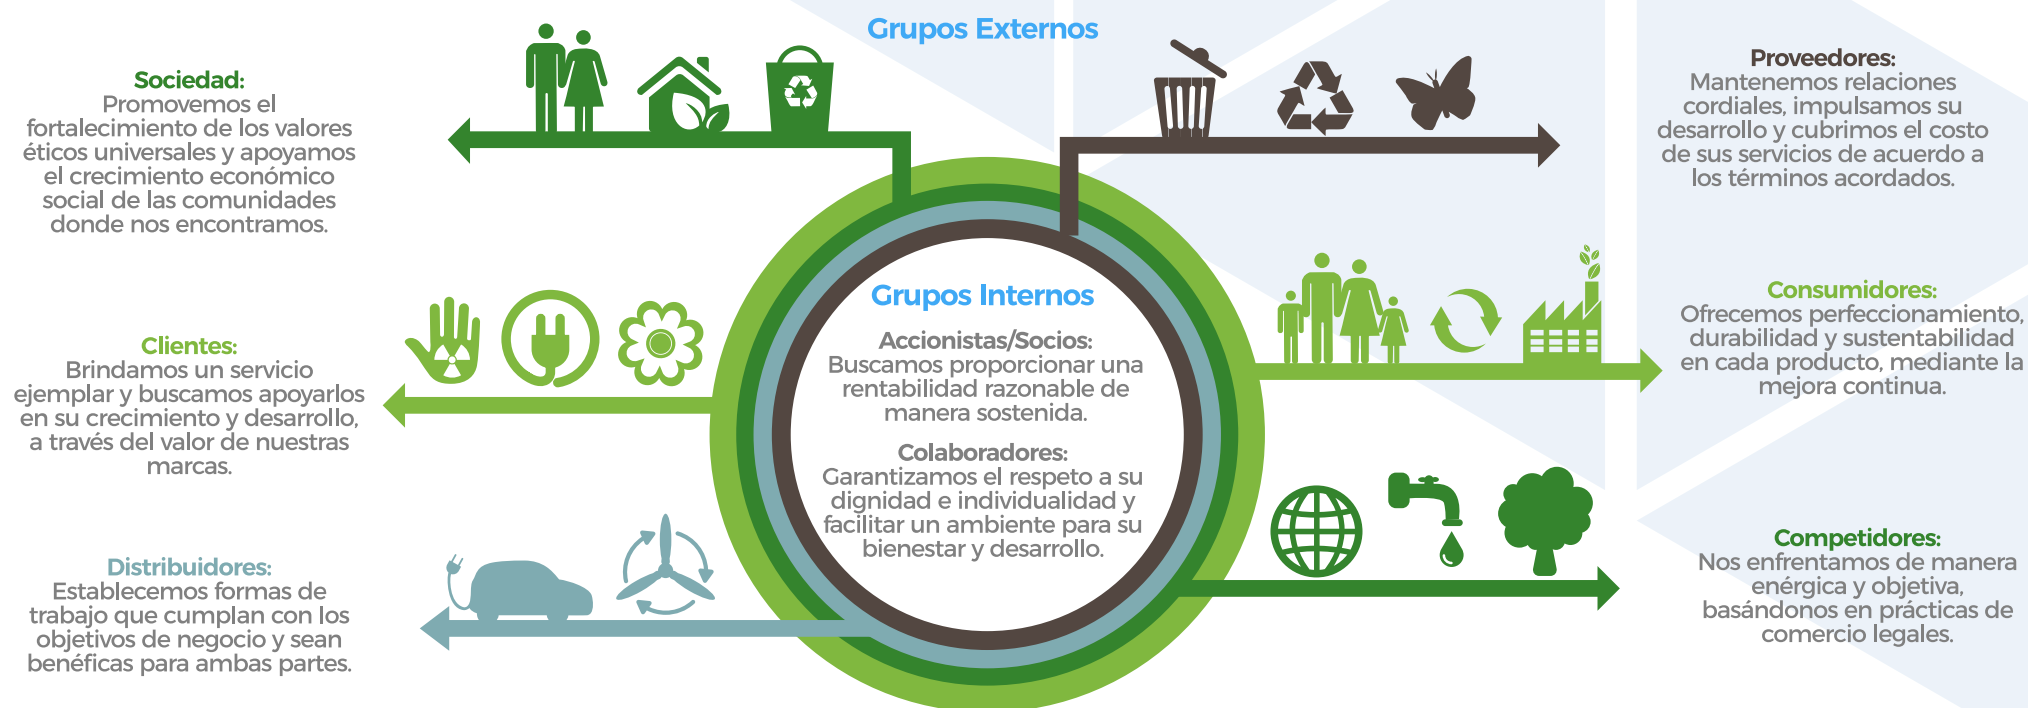 Grupos Externos
Sociedad:
Promovemos el
fortalecimiento de los valores
éticos universales y apoyamos
el crecimiento económico
social de las comunidades
donde nos encontramos.
Clientes:
Brindamos un servicio
ejemplar y buscamos apoyarlos
en su crecimiento y desarrollo,
a través del valor de nuestras
marcas.
Distribuidores:
Establecemos formas de
trabajo que cumplan con los
objetivos de negocio y sean
benéficas para ambas partes.
Grupos Internos
Accionistas/Socios:
Buscamos proporcionar una
rentabilidad razonable de
manera sostenida.
Colaboradores:
Garantizamos el respeto a su
dignidad e individualidad y
facilitar un ambiente para su
bienestar y desarrollo.
Proveedores:
Mantenemos relaciones
cordiales, impulsamos su
desarrollo y cubrimos el costo
de sus servicios de acuerdo a
los términos acordados.
Consumidores:
Ofrecemos perfeccionamiento,
durabilidad y sustentabilidad
en cada producto, mediante la
mejora continua.
Competidores:
Nos enfrentamos de manera
enérgica y objetiva,
basándonos en prácticas de
comercio legales.